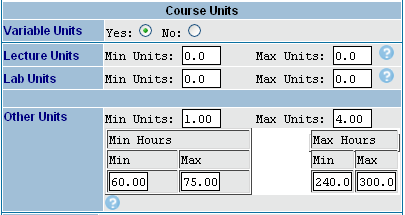 Course Units
Variable Units Yes: No:
Lecture Units Min Units: 0.0 Max Units: 0.0 ?
Lab Units Min Units: 0.0 Max Units: 0.0 ?
Other Units Min Units: 1.00 Max Units: 4.00
Min Hours Max Hours
Min Max Min Max
60.00 75.00 240.0 300.0
?